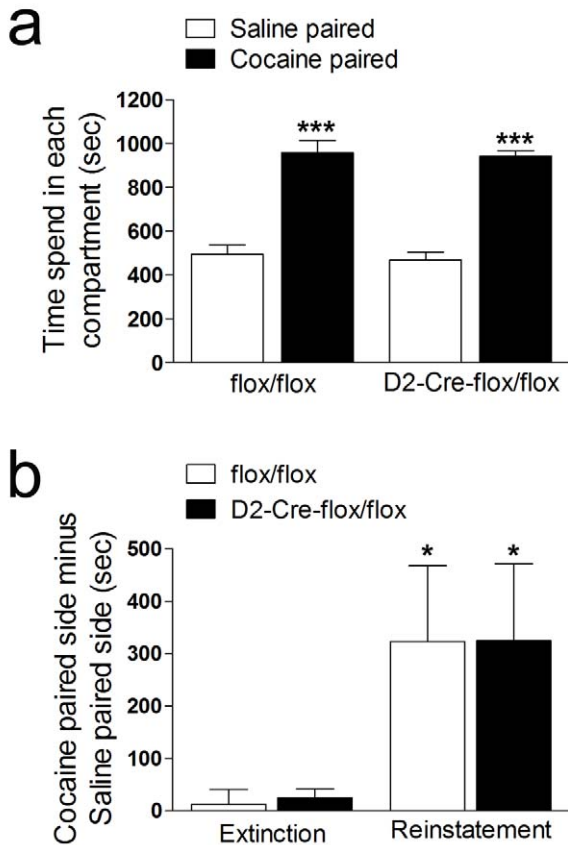 a
Saline paired
Cocaine paired
Time spend in each
compartment (sec)
1200
1000
800
600
400
200
0
***
***
flox/flox
D2-Cre-flox/flox
b
flox/flox
D2-Cre-flox/flox
Cocaine paired side minus
Saline paired side (sec)
500
400
300
200
100
0
*
*
Extinction
Reinstatement